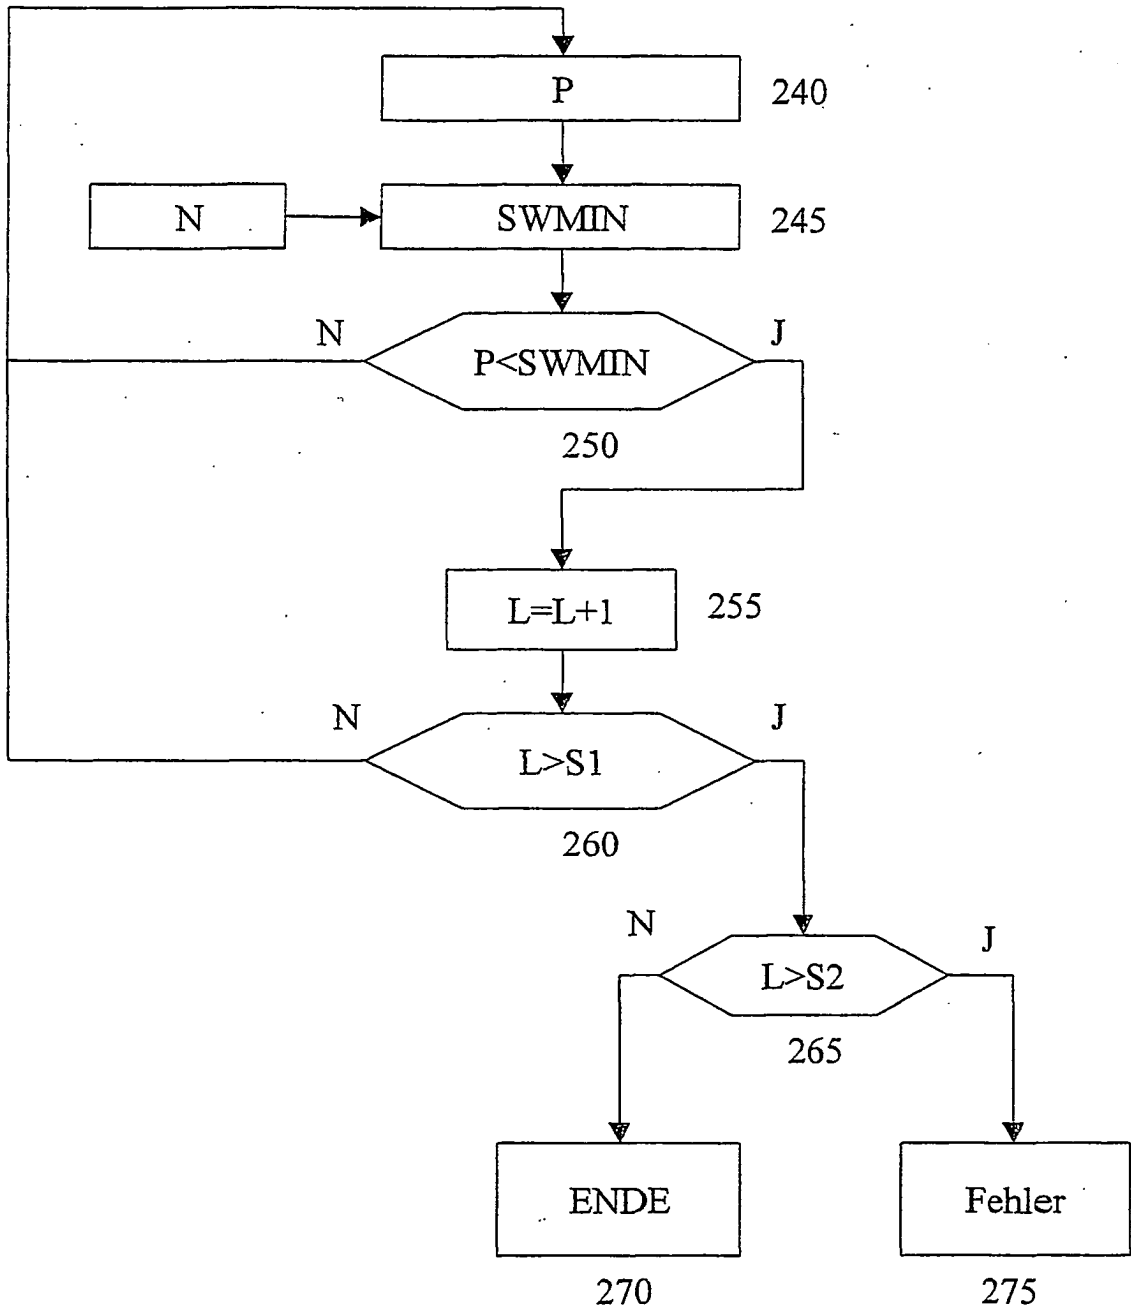 P
240
N
SWMIN
245
N
J
P<SWMIN
250
L=L+1
255
N
J
L>S1
260
N
J
L>S2
265
ENDE
Fehler
270
275